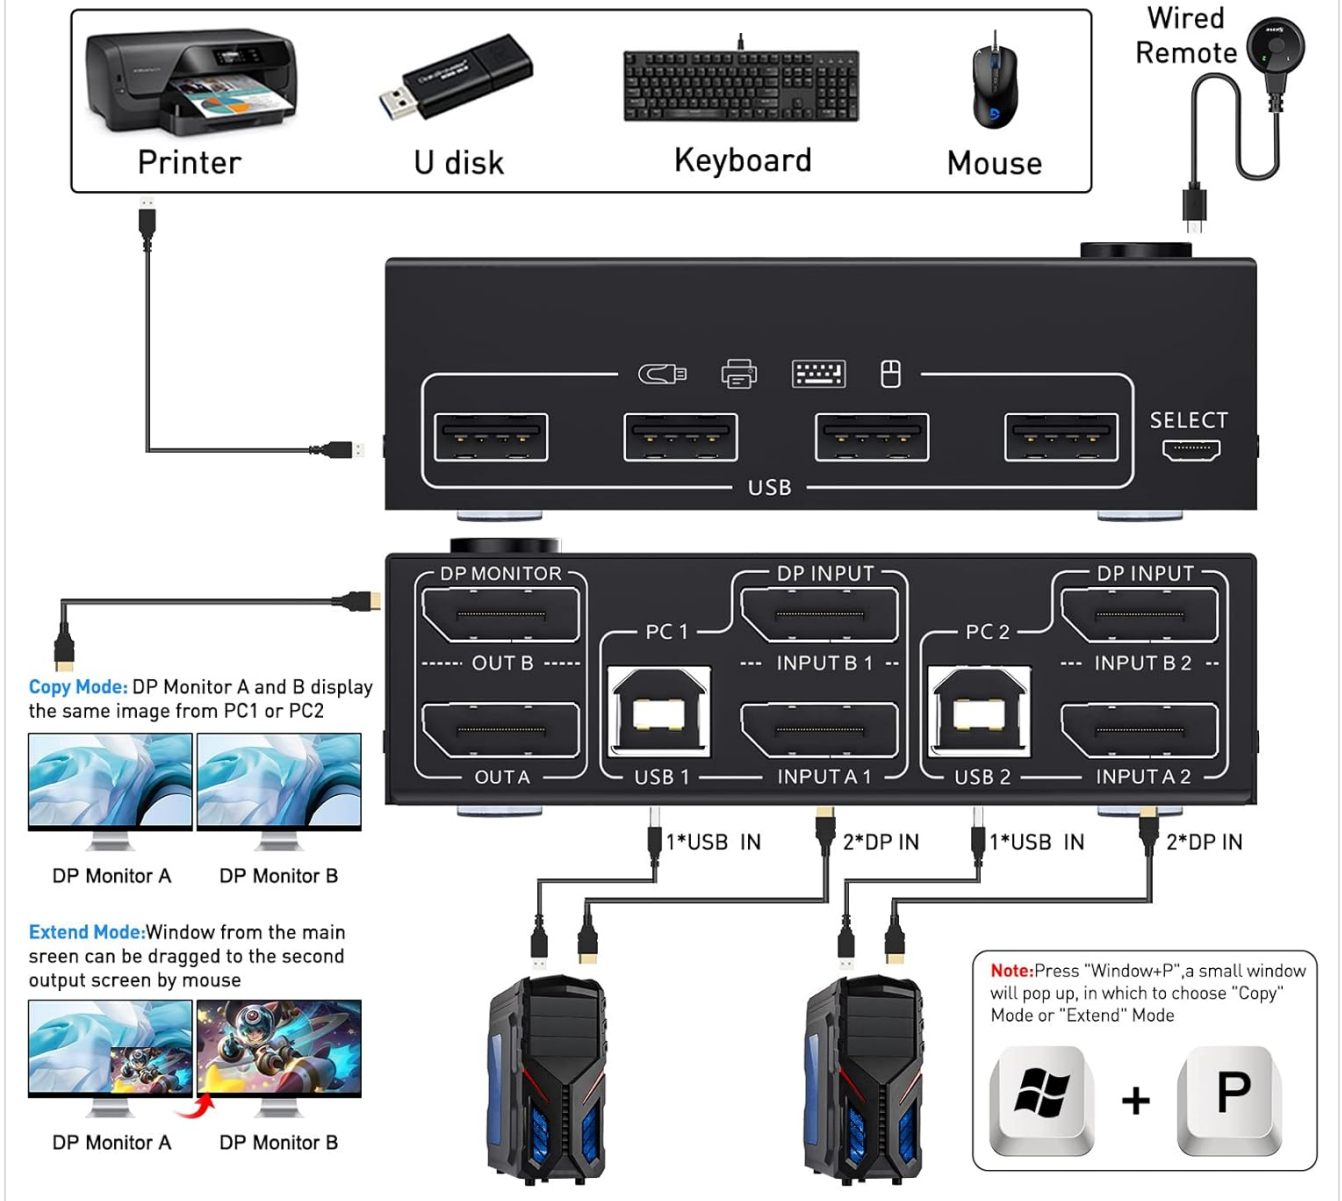 Wired
Remote
Printer
U disk
Keyboard
Mouse
SELECT
USB
DP MONITOR
DP INPUT
DP INPUT
PC 1
PC 2
OUT B
INPUT B 1
INPUT B 2
OUT A
USB 1
INPUT A 1
USB 2
INPUT A 2
1*USB IN
2*DP IN
1*USB IN
2*DP IN
Copy Mode: DP Monitor A and B display
the same image from PC1 or PC2
DP Monitor A
DP Monitor B
Extend Mode:Window from the main
sreen can be dragged to the second
output screen by mouse
DP Monitor A
DP Monitor B
Note:Press "Window+P",a small window
will pop up, in which to choose "Copy"
Mode or "Extend" Mode
+
P